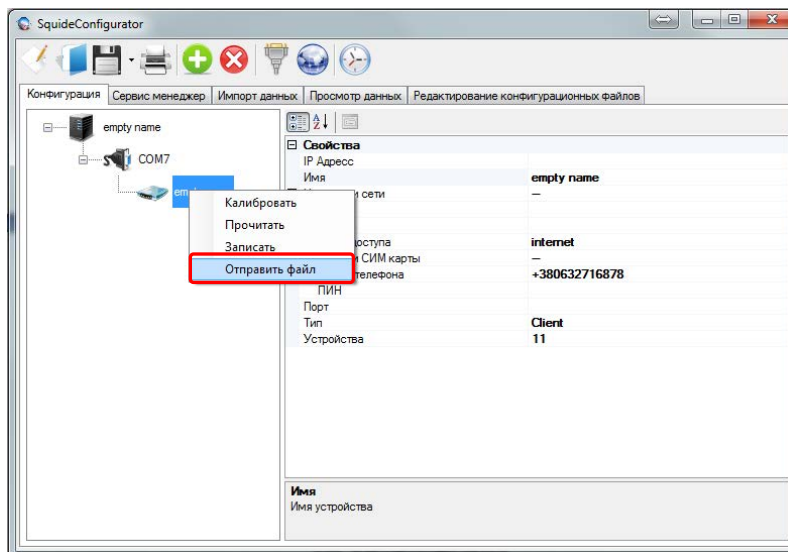 SquideConfigurator
Конфигурация Сервис менеджер Импорт данных Просмотр данных Редактирование конфигурационных файлов
empty name
COM7
em
Калибровать
Прочитать
Записать
Отправить файл
Свойства
IP Адресс
Имя empty name
сети —
оступа internet
СИМ карты —
телефона +380632716878
ПИН
Порт
Тип Client
Устройства 11
Имя
Имя устройства